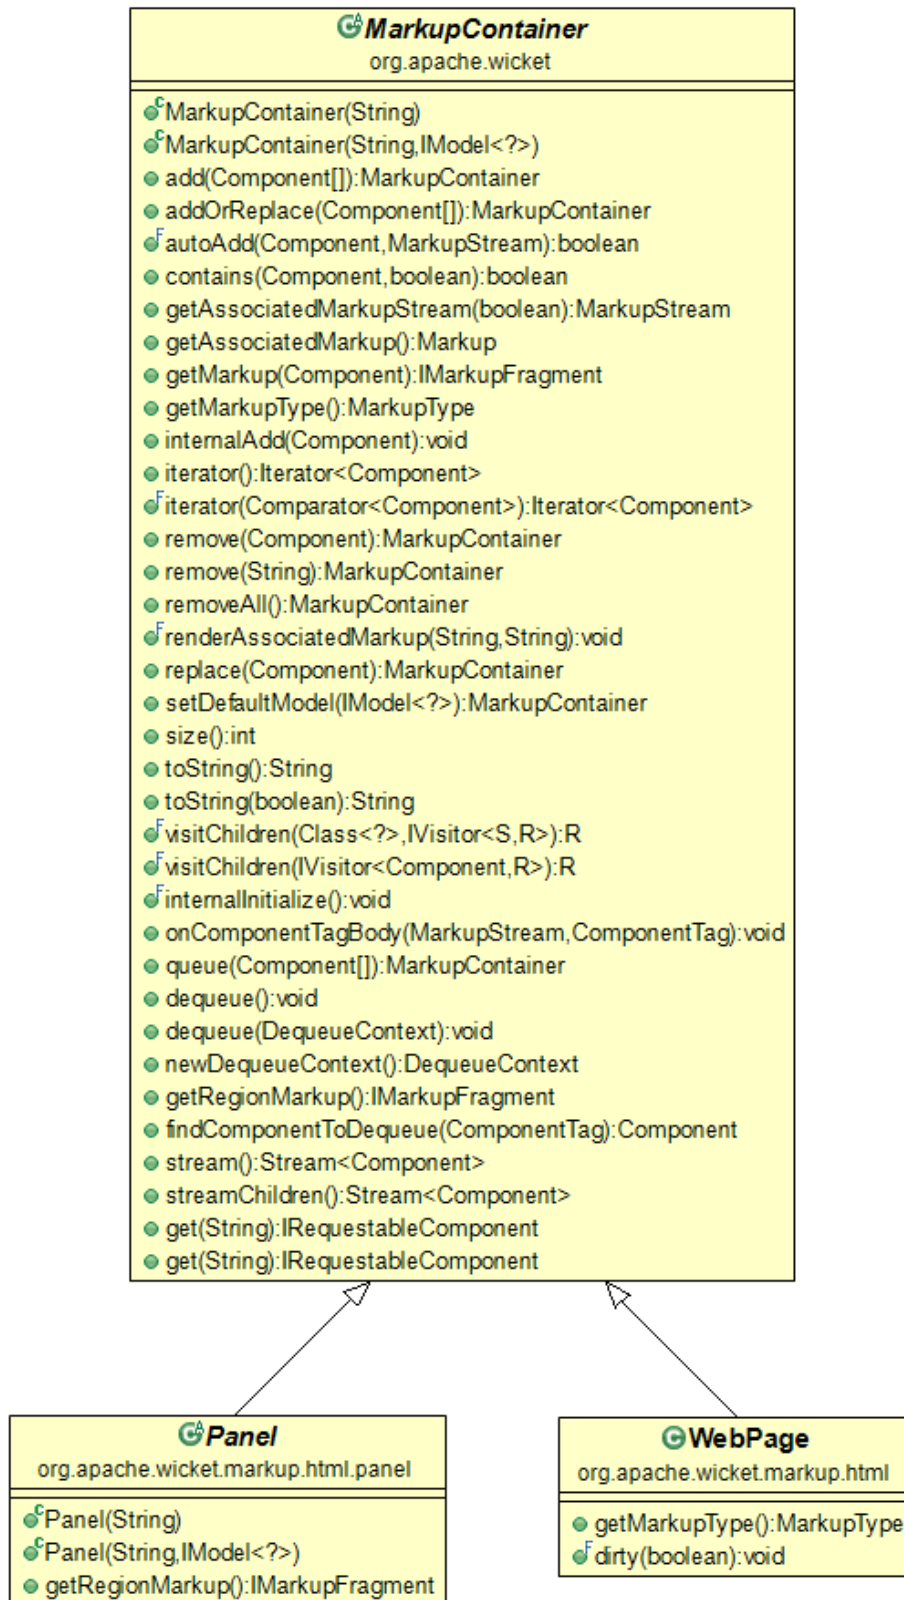 MarkupContainer
org.apache.wicket
MarkupContainer(String)
MarkupContainer(String,IModel<?>)
add(Component[]):MarkupContainer
addOrReplace(Component[]):MarkupContainer
autoAdd(Component,MarkupStream):boolean
contains(Component,boolean):boolean
getAssociatedMarkupStream(boolean):MarkupStream
getAssociatedMarkup():Markup
getMarkup(Component):IMarkupFragment
getMarkupType():MarkupType
internalAdd(Component):void
iterator():Iterator<Component>
iterator(Comparator<Component>):Iterator<Component>
remove(Component):MarkupContainer
remove(String):MarkupContainer
removeAll():MarkupContainer
renderAssociatedMarkup(String,String):void
replace(Component):MarkupContainer
setDefaultModel(IModel<?>):MarkupContainer
size():int
toString():String
toString(boolean):String
visitChildren(Class<?>,IVisitor<S,R>):R
visitChildren(IVisitor<Component,R>):R
internalInitialize():void
onComponentTagBody(MarkupStream,ComponentTag):void
queue(Component[]):MarkupContainer
dequeue():void
dequeue(DequeueContext):void
newDequeueContext():DequeueContext
getRegionMarkup():IMarkupFragment
findComponentToDequeue(ComponentTag):Component
stream():Stream<Component>
streamChildren():Stream<Component>
get(String):IRequestableComponent
get(String):IRequestableComponent
Panel
org.apache.wicket.markup.html.panel
Panel(String)
Panel(String,IModel<?>)
getRegionMarkup():IMarkupFragment
WebPage
org.apache.wicket.markup.html
getMarkupType():MarkupType
dirty(boolean):void